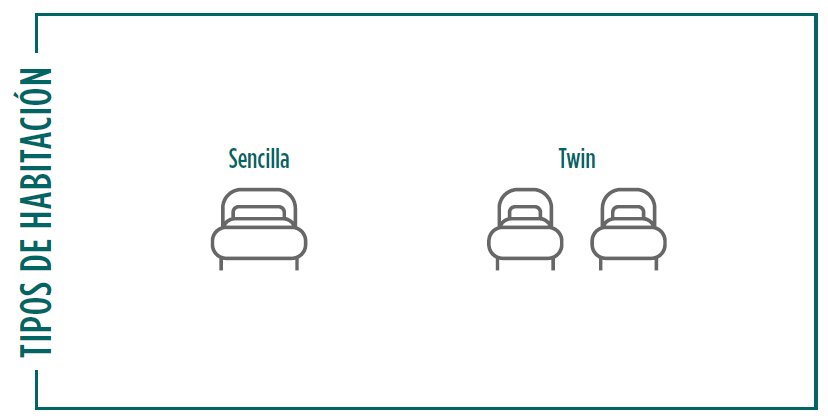 TIPOS DE HABITACIÓN
Sencilla
Twin